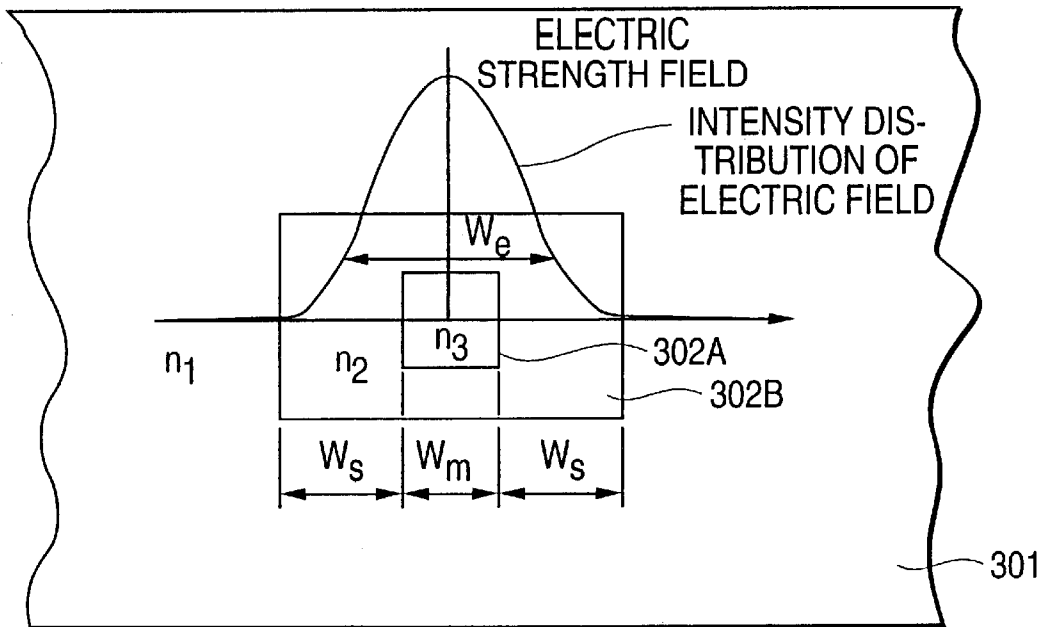 ELECTRIC
STRENGTH FIELD
INTENSITY DIS-
TRIBUTION OF
ELECTRIC FIELD
We
n1
n2
n3
302A
302B
Ws
Wm
Ws
301